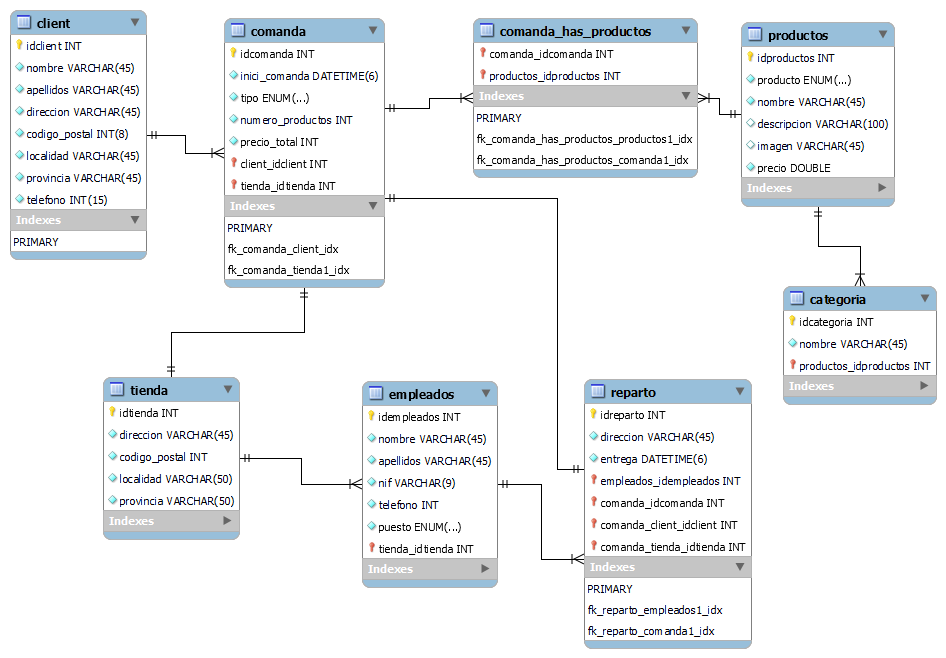 client
idclient INT
nombre VARCHAR(45)
apellidos VARCHAR(45)
direccion VARCHAR(45)
codigo_postal INT(8)
localidad VARCHAR(45)
provincia VARCHAR(45)
telefono INT(15)
Indexes
PRIMARY
comanda
idcomanda INT
inici_comanda DATETIME(6)
tipo ENUM(...)
numero_productos INT
precio_total INT
client_idclient INT
tienda_idtienda INT
Indexes
PRIMARY
fk_comanda_client_idx
fk_comanda_tienda1_idx
comanda_has_productos
comanda_idcomanda INT
productos_idproductos INT
Indexes
PRIMARY
fk_comanda_has_productos_productos1_idx
fk_comanda_has_productos_comanda1_idx
productos
idproductos INT
producto ENUM(...)
nombre VARCHAR(45)
descripcion VARCHAR(100)
imagen VARCHAR(45)
precio DOUBLE
Indexes
categoria
idcategoria INT
nombre VARCHAR(45)
productos_idproductos INT
Indexes
tienda
idtienda INT
direccion VARCHAR(45)
codigo_postal INT
localidad VARCHAR(50)
provincia VARCHAR(50)
Indexes
empleados
idempleados INT
nombre VARCHAR(45)
apellidos VARCHAR(45)
nif VARCHAR(9)
telefono INT
puesto ENUM(...)
tienda_idtienda INT
Indexes
reparto
idreparto INT
direccion VARCHAR(45)
entrega DATETIME(6)
empleados_idempleados INT
comanda_idcomanda INT
comanda_client_idclient INT
comanda_tienda_idtienda INT
Indexes
PRIMARY
fk_reparto_empleados1_idx
fk_reparto_comanda1_idx